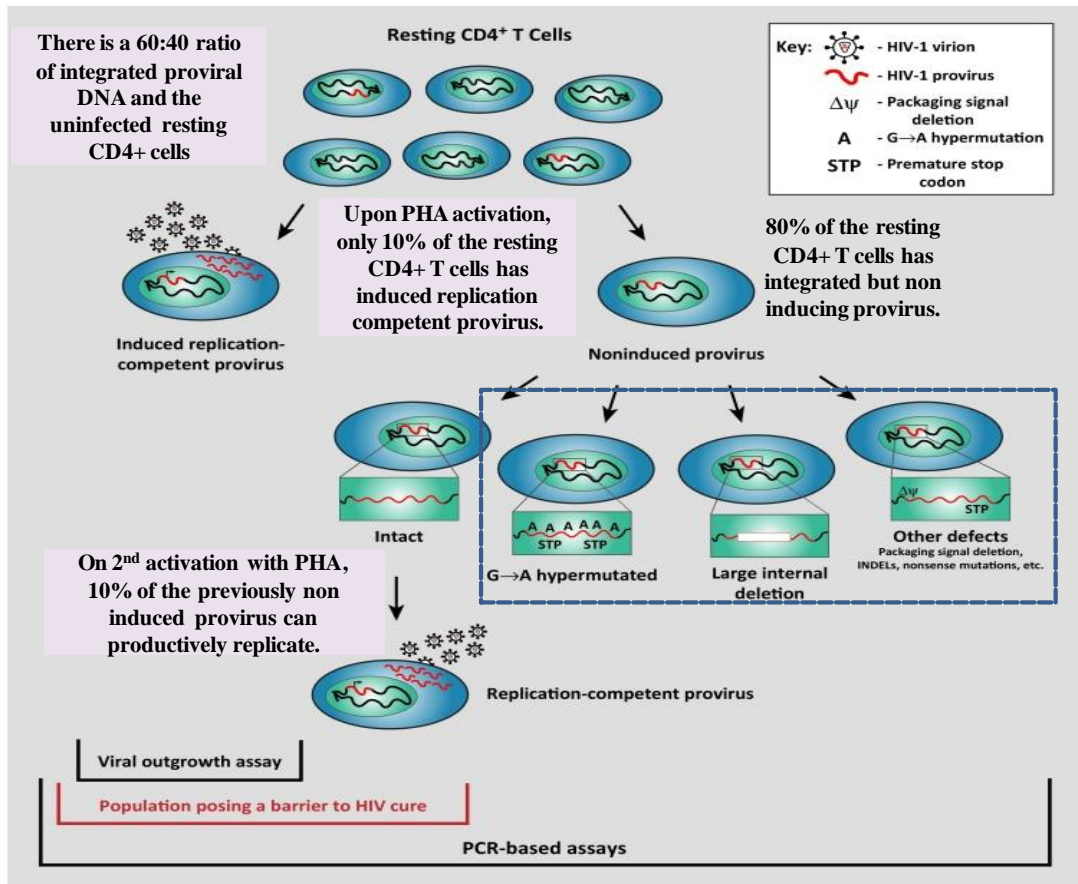 There is a 60:40 ratio
of integrated proviral
DNA and the
uninfected resting
CD4+ cells
Resting CD4+ T Cells
Key:
- HIV-1 virion
- HIV-1 provirus
Δψ - Packaging signal
deletion
A - G→A hypermutation
STP - Premature stop
codon
Upon PHA activation,
only 10% of the resting
CD4+ T cells has
induced replication
competent provirus.
80% of the resting
CD4+ T cells has
integrated but non
inducing provirus.
Induced replication-
competent provirus
Noninduced provirus
Intact
A A A AA A
STP STP
G→A hypermutated
Large internal
deletion
Δψ
STP
Other defects
Packaging signal deletion,
INDELs, nonsense mutations, etc.
On 2nd activation with PHA,
10% of the previously non
induced provirus can
productively replicate.
Replication-competent provirus
Viral outgrowth assay
Population posing a barrier to HIV cure
PCR-based assays